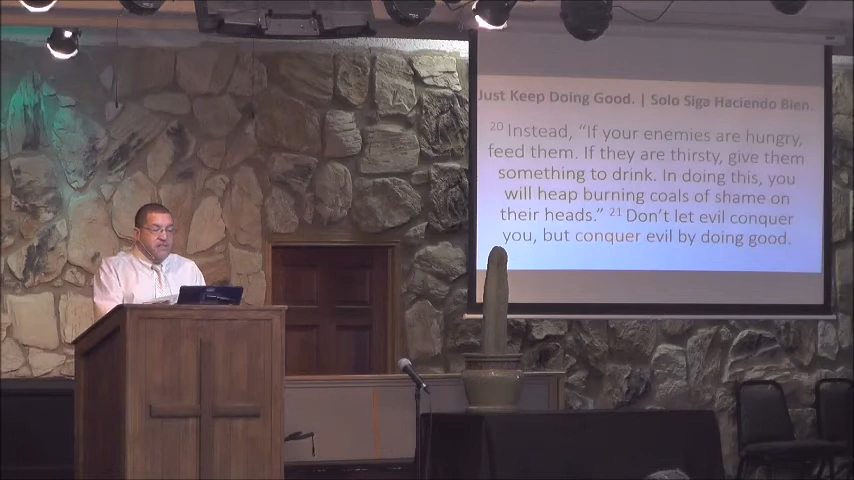 Just Keep Doing Good. | Solo Siga Haciendo Bien.
20 Instead, "If your enemies are hungry,
feed them. If they are thirsty, give them
something to drink. In doing this, you
will heap burning coals of shame on
their heads." 21 Don't let evil conquer
you, but conquer evil by doing good.